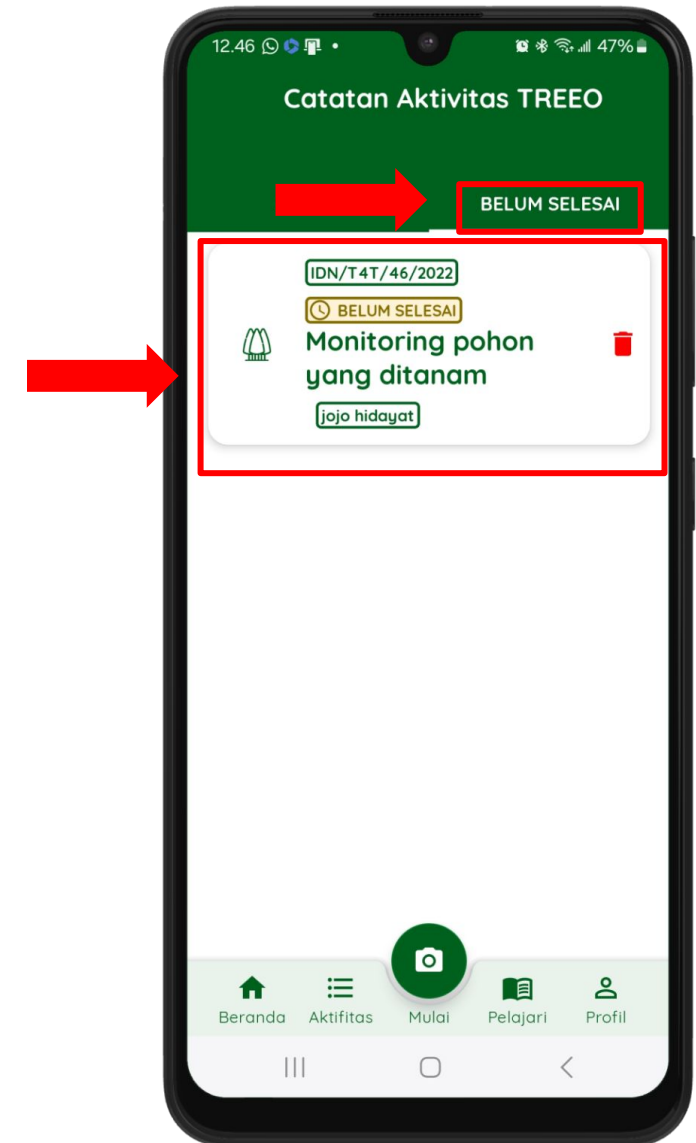 12.46 47%
Catatan Aktivitas TREEO
BELUM SELESAI
IDN/T4T/46/2022
BELUM SELESAI
Monitoring pohon
yang ditanam
jojo hidayat
Beranda Aktifitas Mulai Pelajari Profil